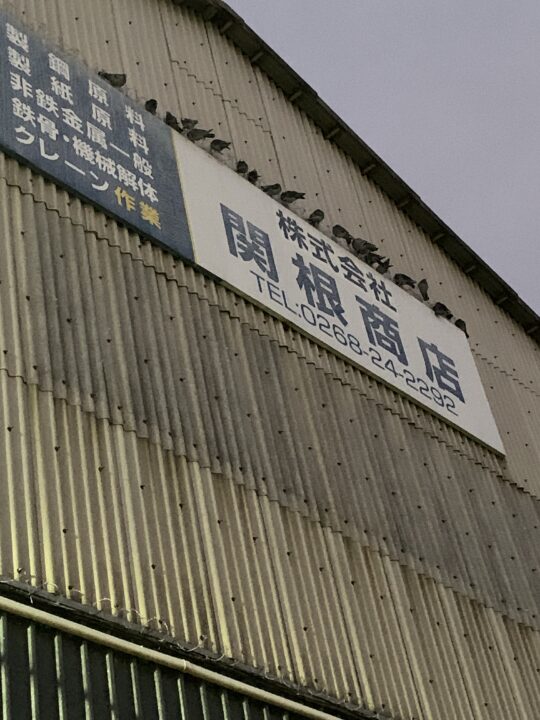 製鋼原料
製紙原料
非鉄金属一般
鉄骨・機械解体
クレーン作業
株式会社
関根商店
TEL:0268-24-2292